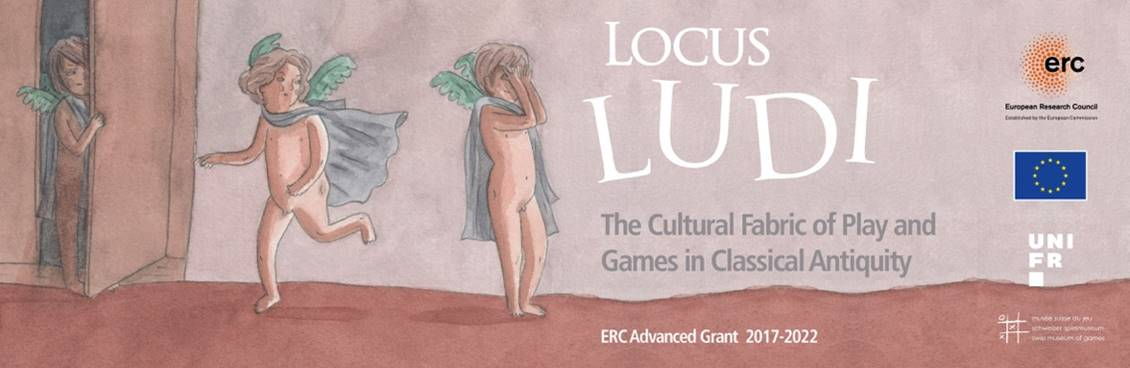 LOCUS
LUDI
The Cultural Fabric of Play and
Games in Classical Antiquity
ERC Advanced Grant 2017-2022
erc
European Research Council
Established by the European Commission
UNI
FR
musée suisse du jeu
schweizer spielmuseum
swiss museum of games